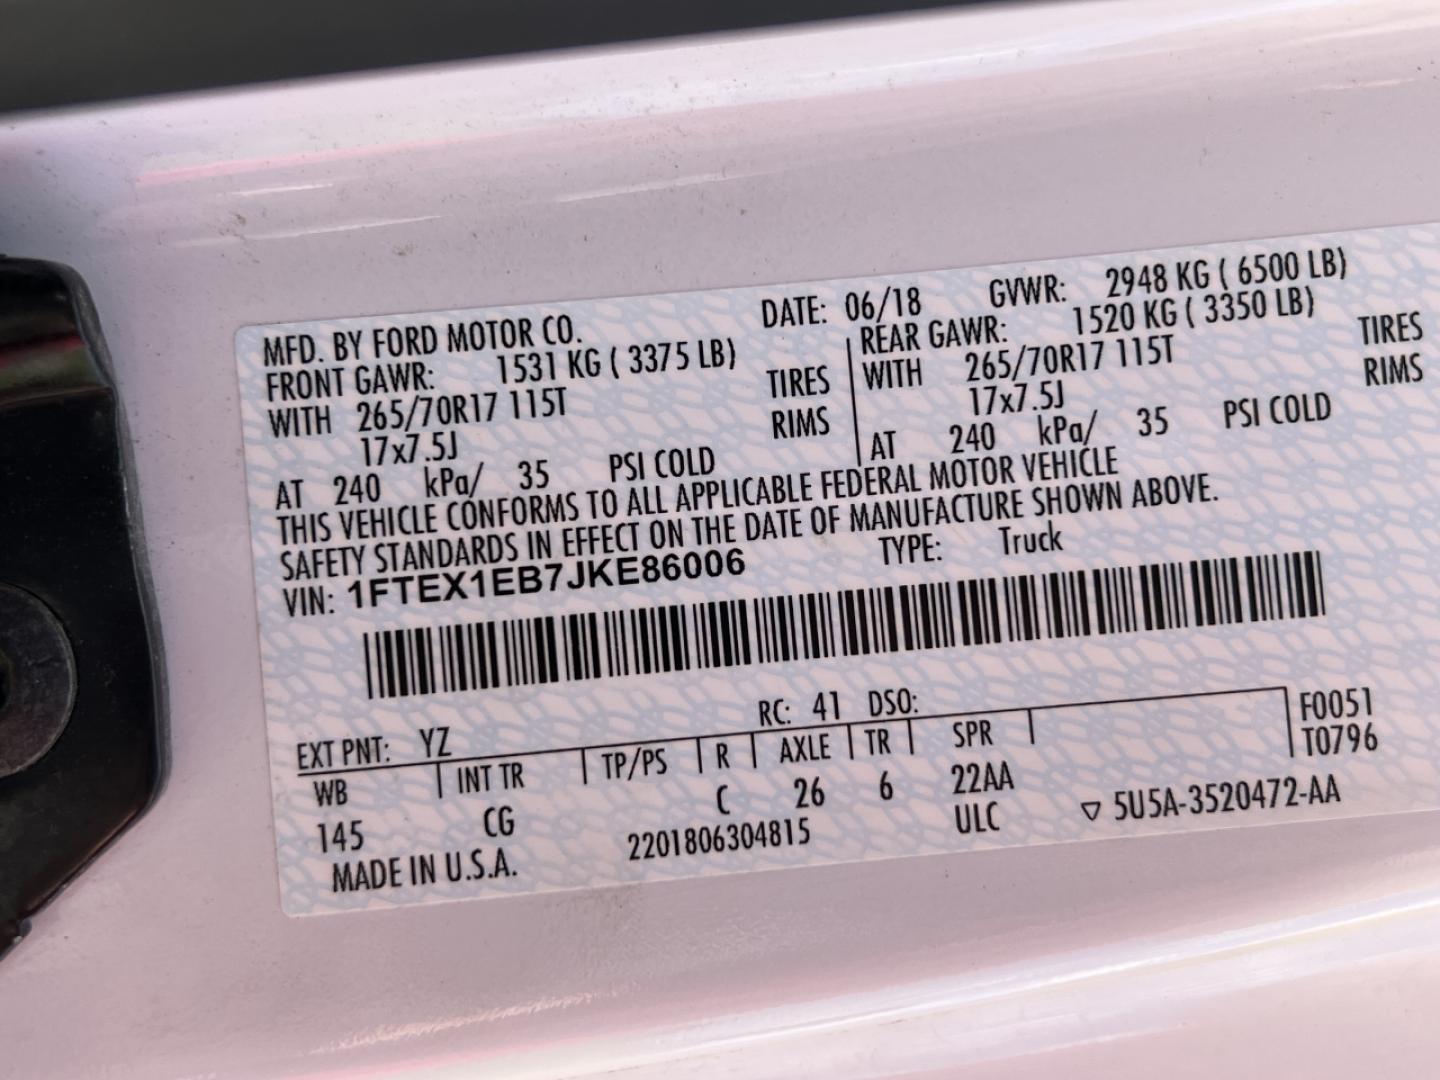 MFD. BY FORD MOTOR CO. DATE: 06/18 GVWR: 2948 KG ( 6500 LB)
FRONT GAWR: 1531 KG ( 3375 LB) REAR GAWR: 1520 KG ( 3350 LB)
WITH 265/70R17 115T TIRES WITH 265/70R17 115T TIRES
17x7.5J RIMS 17x7.5J RIMS
AT 240 kPa/ 35 PSI COLD AT 240 kPa/ 35 PSI COLD
THIS VEHICLE CONFORMS TO ALL APPLICABLE FEDERAL MOTOR VEHICLE
SAFETY STANDARDS IN EFFECT ON THE DATE OF MANUFACTURE SHOWN ABOVE.
VIN: 1FTEX1EB7JKE86006 TYPE: Truck
EXT PNT: YZ RC: 41 DSO: F0051
WB INT TR TP/PS R AXLE TR SPR T0796
145 CG C 26 6 22AA
MADE IN U.S.A. 2201806304815 ULC ▽ 5U5A-3520472-AA